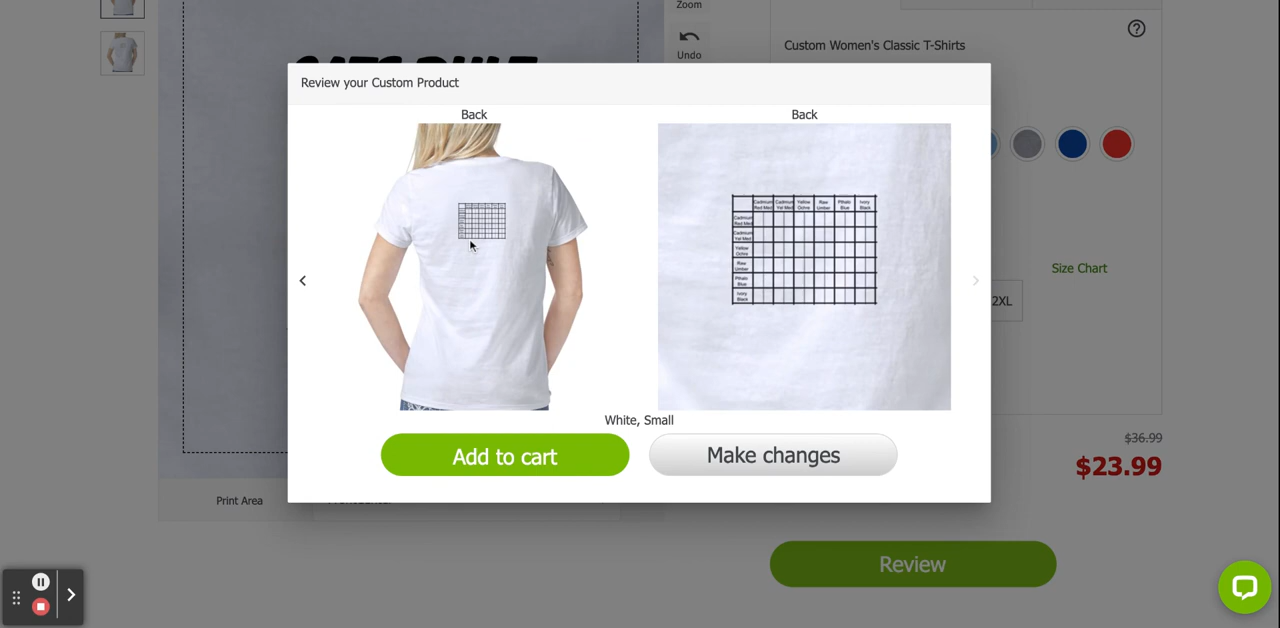 Zoom
Undo
Custom Women's Classic T-Shirts
Review your Custom Product
Back
Back
Cadmium Red Med
Cadmium Yel Med
Yellow Ochre
Raw Umber
Pthalo Blue
Ivory Black
Cadmium Red Med
Cadmium Yel Med
Yellow Ochre
Raw Umber
Pthalo Blue
Ivory Black
Size Chart
2XL
White, Small
Add to cart
Make changes
$36.99
$23.99
Print Area
Review